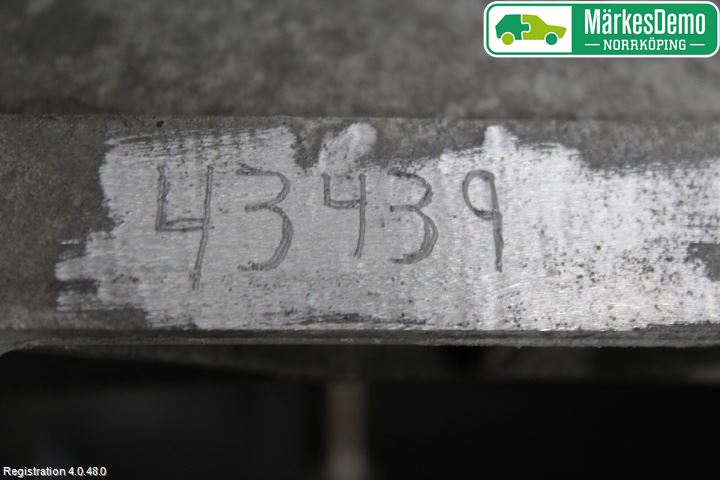 MärkesDemo
NORRKÖPING
43439
Registration 4.0.48.0